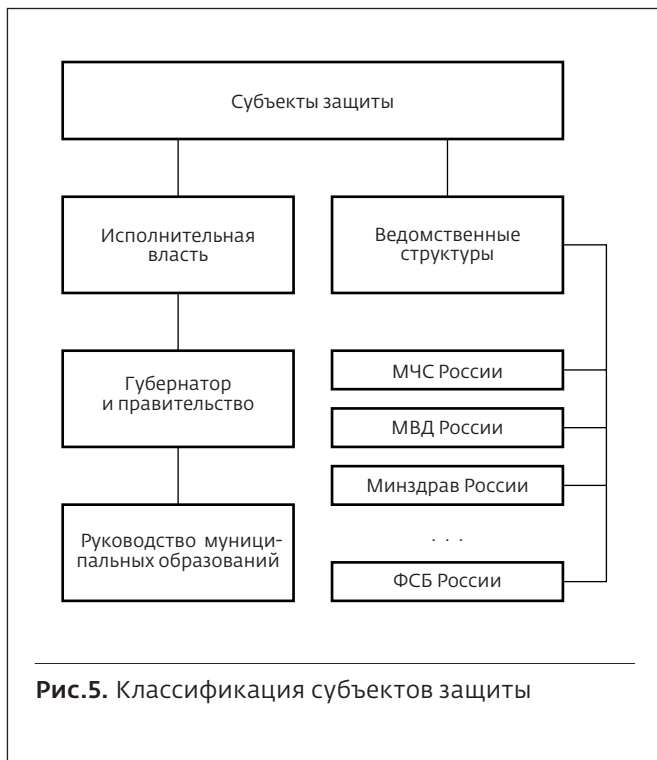 Субъекты защиты
Исполнительная
власть
Ведомственные
структуры
Губернатор
и правительство
МЧС России
МВД России
Минздрав России
Руководство муници-
пальных образований
. . .
ФСБ России
Рис.5. Классификация субъектов защиты